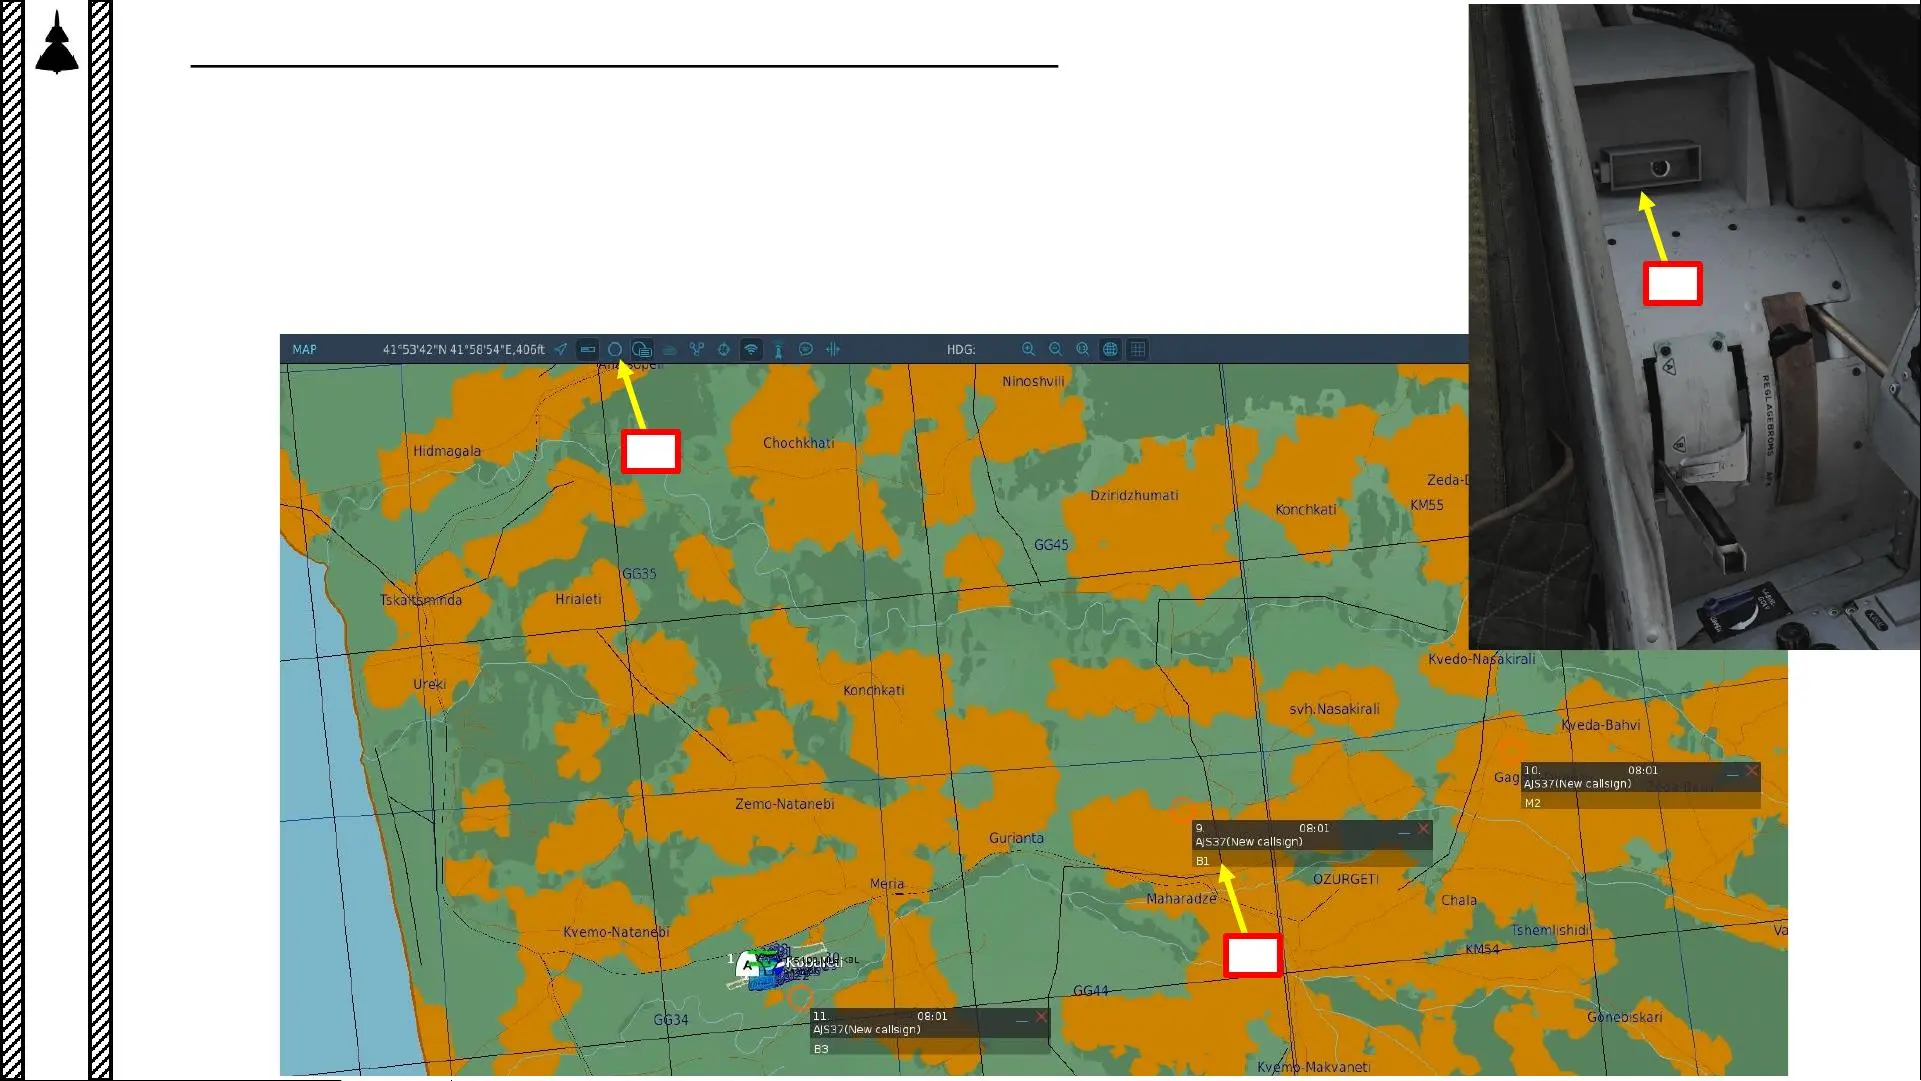 MAP
41°53'42"N 41°58'54"E,406ft
HDG:
Ninoshvili
Hidmagala
Chochkhati
Dziridzhumati
Konchkati
KM55
GG45
GG35
Tskaltsminda
Hrialeti
REGLAGEBROMS
Ureki
Konchkati
Kvedo-Nasakirali
svh.Nasakirali
Kveda-Bahvi
10.
08:01
AJS37(New callsign)
M2
Zemo-Natanebi
Gurianta
9.
08:01
AJS37(New callsign)
B1
Meria
OZURGETI
Maharadze
Chala
Kvemo-Natanebi
Tshemlishidi
KM54
1
A
Kobuleti
GG44
GG34
Gonebiskari
11.
08:01
AJS37(New callsign)
B3
Kvemo-Makvaneti